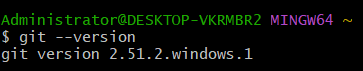 Administrator@DESKTOP-VKRMBR2 MINGW64 ~
$ git --version
git version 2.51.2.windows.1